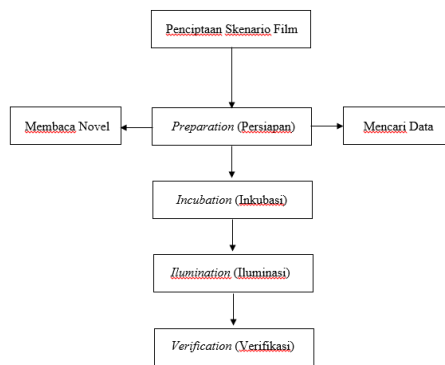 Penciptaan Skenario Film
Membaca Novel
Preparation (Persiapan)
Mencari Data
Incubation (Inkubasi)
Ilumination (Iluminasi)
Verification (Verifikasi)